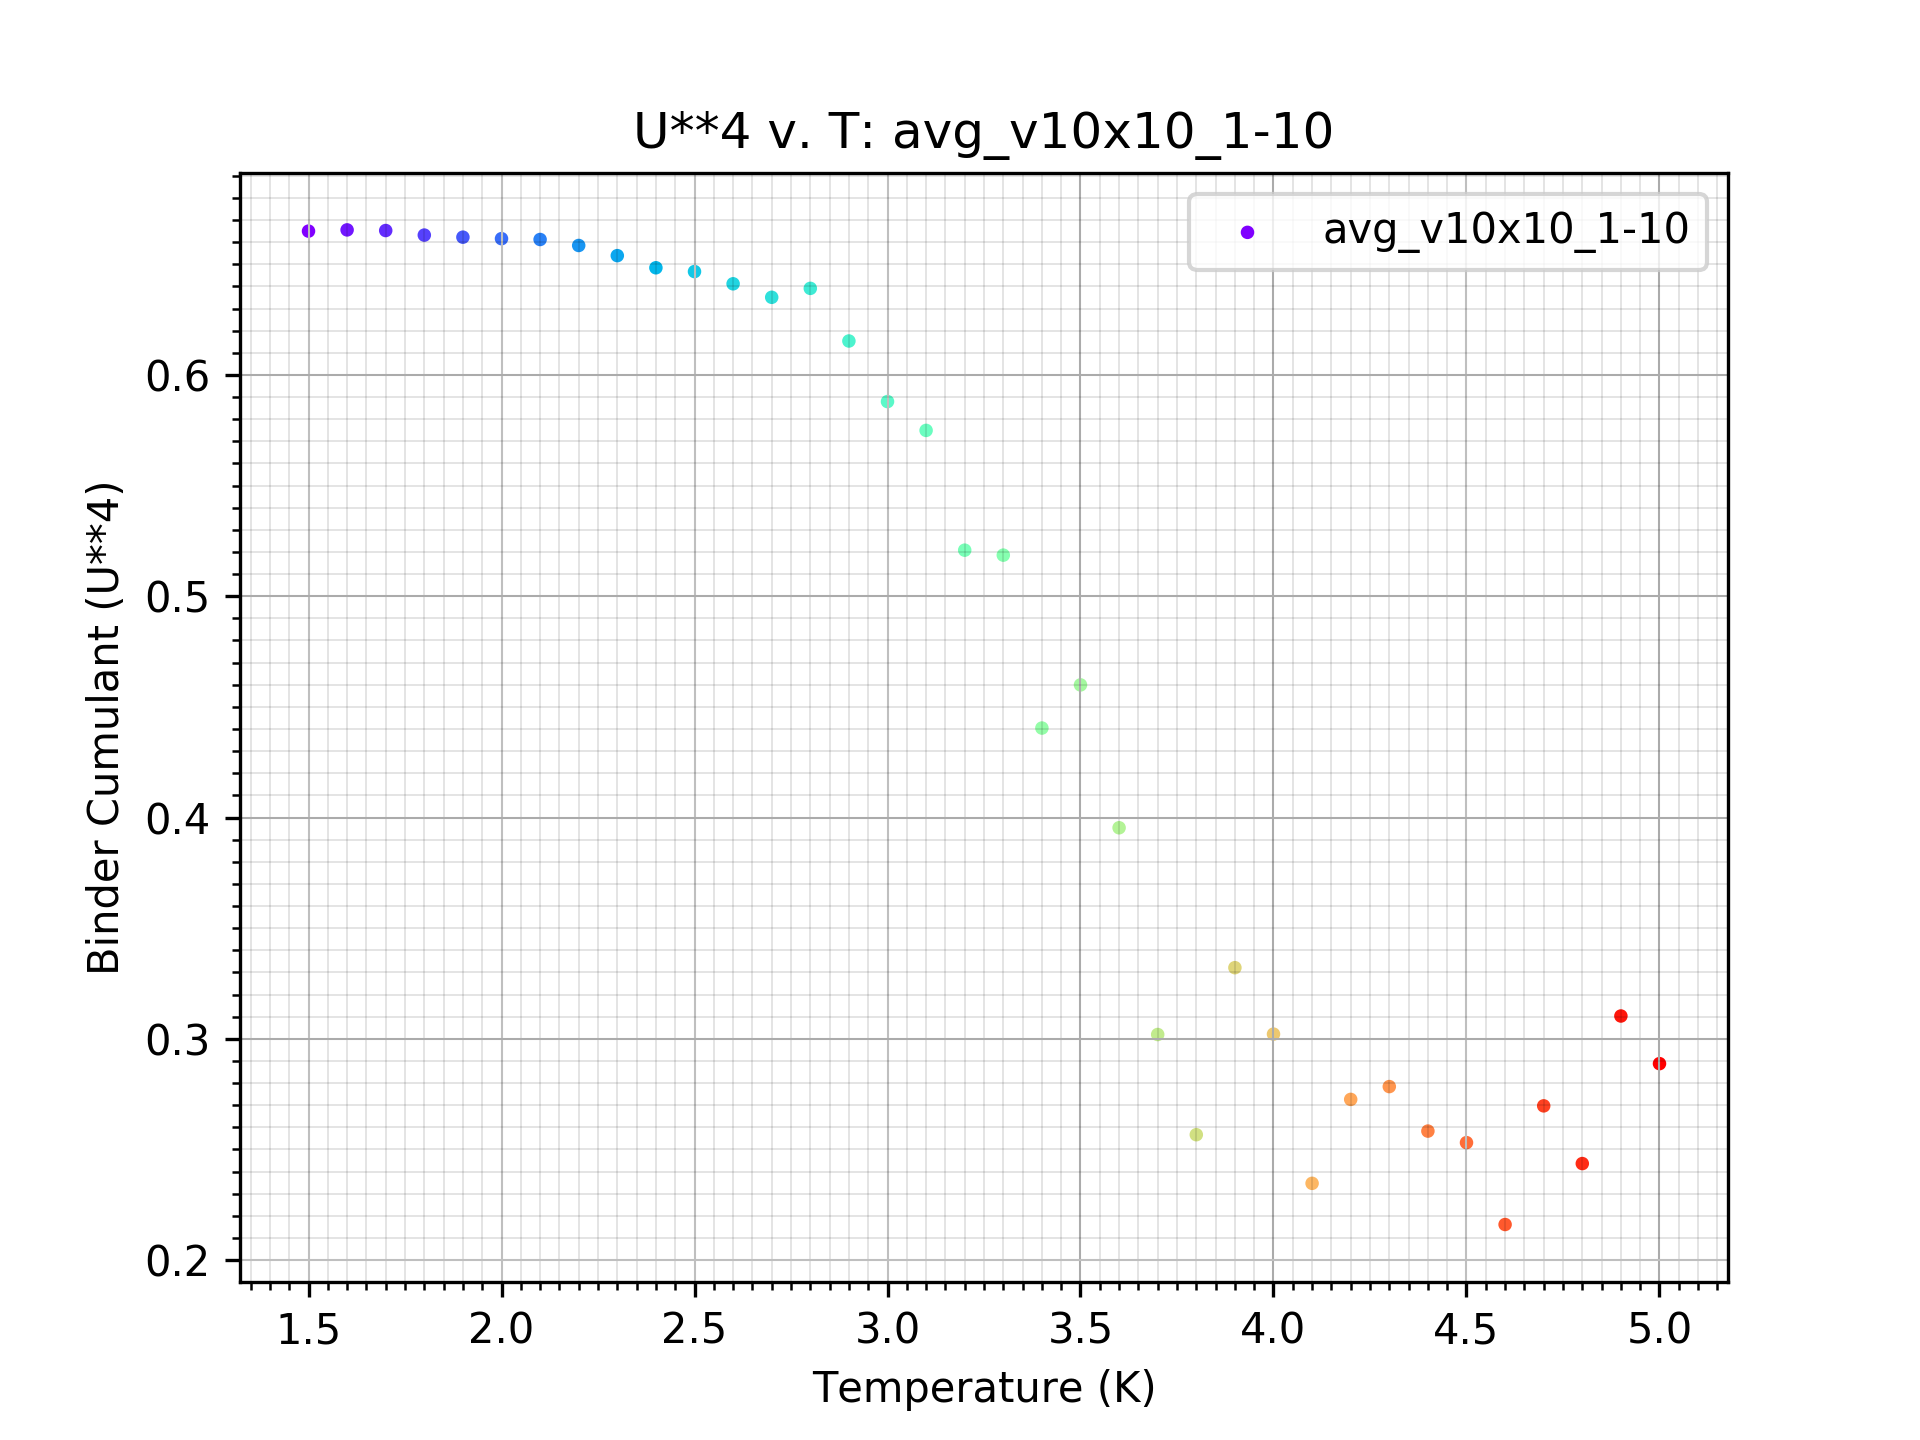 U**4 v. T: avg_v10x10_1-10
avg_v10x10_1-10
Binder Cumulant (U**4)
0.6
0.5
0.4
0.3
0.2
1.5 2.0 2.5 3.0 3.5 4.0 4.5 5.0
Temperature (K)